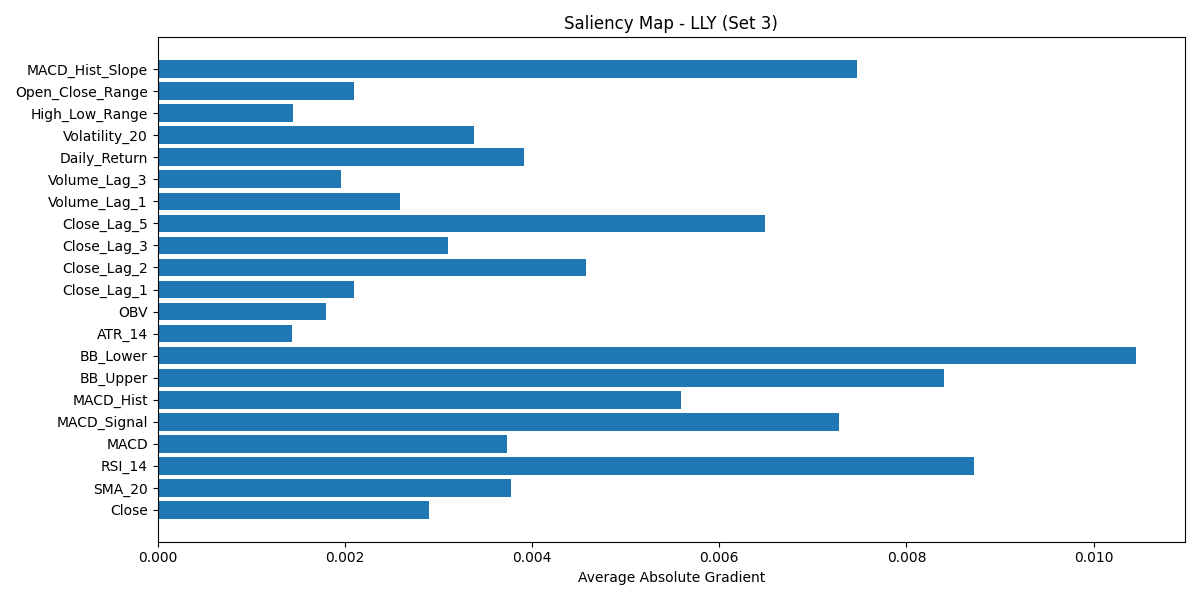 Saliency Map - LLY (Set 3)
MACD_Hist_Slope
Open_Close_Range
High_Low_Range
Volatility_20
Daily_Return
Volume_Lag_3
Volume_Lag_1
Close_Lag_5
Close_Lag_3
Close_Lag_2
Close_Lag_1
OBV
ATR_14
BB_Lower
BB_Upper
MACD_Hist
MACD_Signal
MACD
RSI_14
SMA_20
Close
0.000 0.002 0.004 0.006 0.008 0.010
Average Absolute Gradient